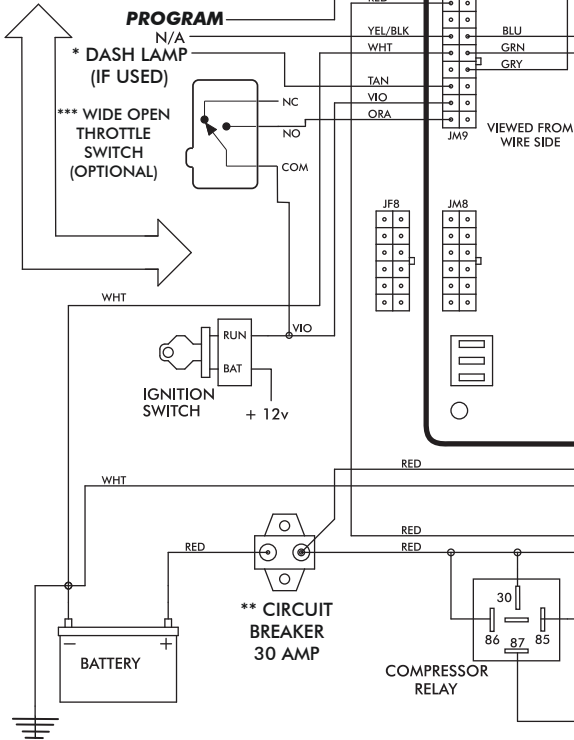 RED
PROGRAM
N/A
YEL/BLK
BLU
* DASH LAMP
(IF USED)
WHT
GRN
GRY
TAN
NC
VIO
*** WIDE OPEN
THROTTLE
SWITCH
(OPTIONAL)
NO
ORA
JM9
VIEWED FROM
WIRE SIDE
COM
JF8
JM8
WHT
RUN
VIO
BAT
IGNITION
SWITCH
+ 12v
RED
WHT
RED
RED
RED
** CIRCUIT
BREAKER
30 AMP
30
86
87
85
− +
BATTERY
COMPRESSOR
RELAY